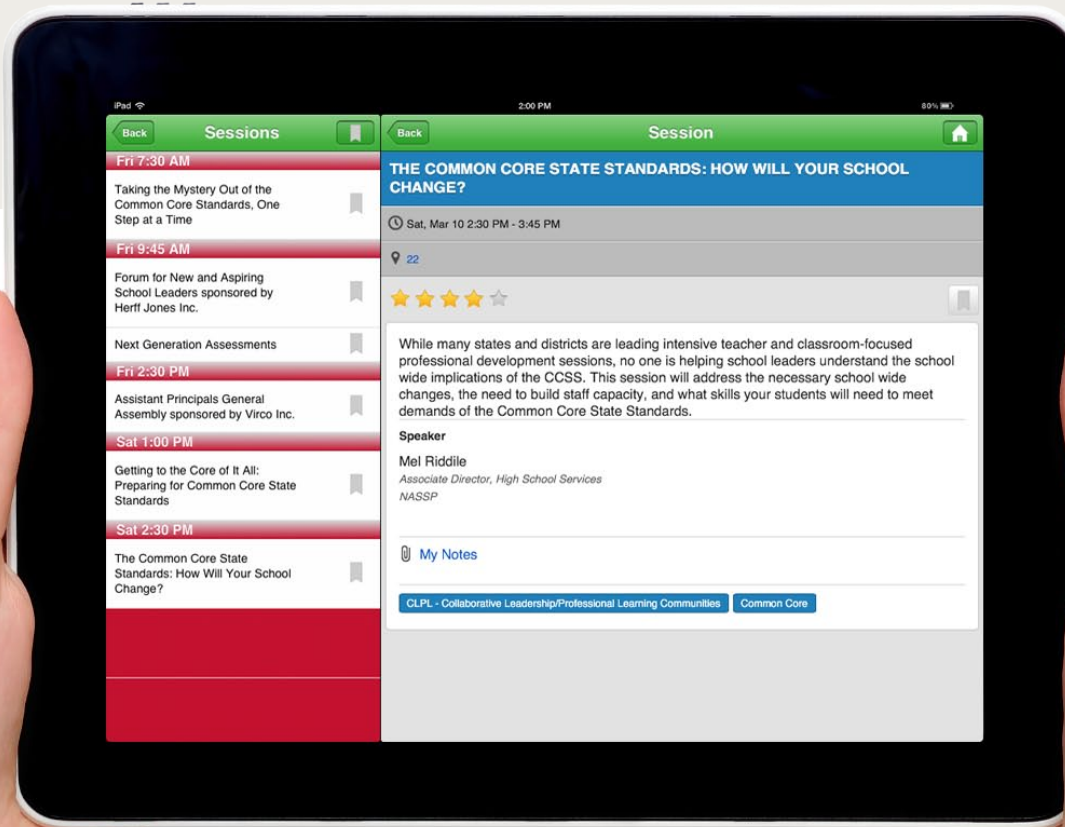 iPad
2:00 PM
80%
Back
Sessions
Fri 7:30 AM
Taking the Mystery Out of the
Common Core Standards, One
Step at a Time
Fri 9:45 AM
Forum for New and Aspiring
School Leaders sponsored by
Herff Jones Inc.
Next Generation Assessments
Fri 2:30 PM
Assistant Principals General
Assembly sponsored by Virco Inc.
Sat 1:00 PM
Getting to the Core of It All:
Preparing for Common Core State
Standards
Sat 2:30 PM
The Common Core State
Standards: How Will Your School
Change?
Back
Session
THE COMMON CORE STATE STANDARDS: HOW WILL YOUR SCHOOL
CHANGE?
Sat, Mar 10 2:30 PM - 3:45 PM
22
While many states and districts are leading intensive teacher and classroom-focused
professional development sessions, no one is helping school leaders understand the school
wide implications of the CCSS. This session will address the necessary school wide
changes, the need to build staff capacity, and what skills your students will need to meet
demands of the Common Core State Standards.
Speaker
Mel Riddile
Associate Director, High School Services
NASSP
My Notes
CLPL - Collaborative Leadership/Professional Learning Communities
Common Core